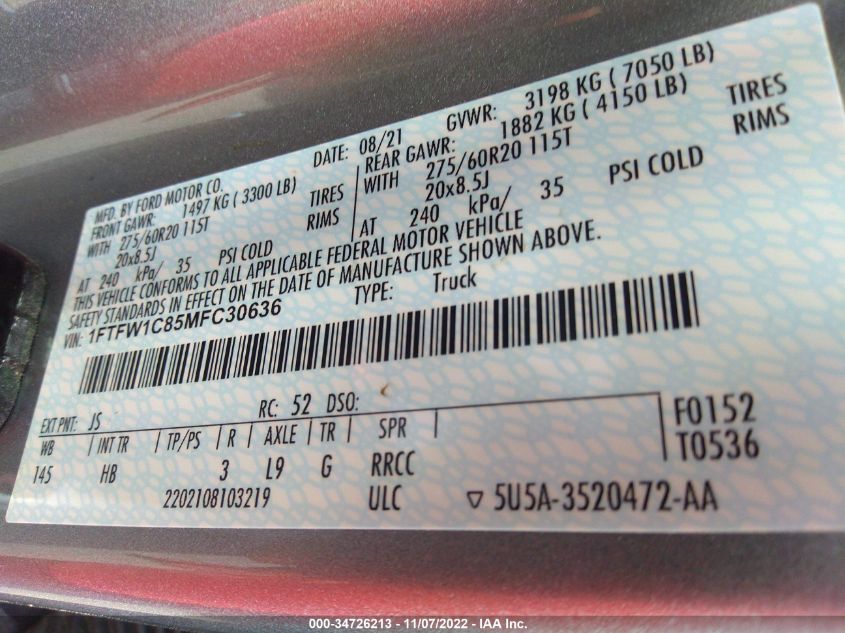 MFD. BY FORD MOTOR CO.
DATE: 08/21 GVWR: 3198 KG ( 7050 LB)
FRONT GAWR: 1497 KG ( 3300 LB) REAR GAWR: 1882 KG ( 4150 LB)
WITH 275/60R20 115T TIRES WITH 275/60R20 115T TIRES
20x8.5J RIMS 20x8.5J RIMS
AT 240 kPa/ 35 PSI COLD AT 240 kPa/ 35 PSI COLD
THIS VEHICLE CONFORMS TO ALL APPLICABLE FEDERAL MOTOR VEHICLE
SAFETY STANDARDS IN EFFECT ON THE DATE OF MANUFACTURE SHOWN ABOVE.
VIN: 1FTFW1C85MFC30636 TYPE: Truck
EXT PNT: JS RC: 52 DSO:
WB | INT TR | TP/PS | R | AXLE | TR | SPR | F0152
145 HB 3 L9 G RRCC T0536
2202108103219 ULC ▽ 5U5A-3520472-AA
000-34726213 - 11/07/2022 - IAA Inc.